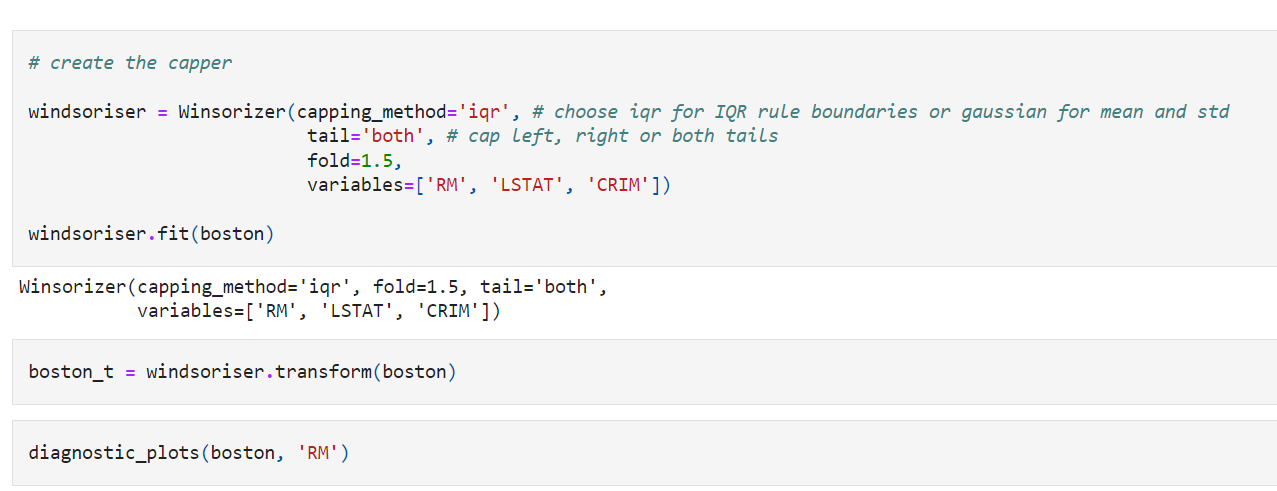 # create the capper
windsoriser = Winsorizer(capping_method='iqr', # choose iqr for IQR rule boundaries or gaussian for mean and std
tail='both', # cap left, right or both tails
fold=1.5,
variables=['RM', 'LSTAT', 'CRIM'])
windsoriser.fit(boston)
Winsorizer(capping_method='iqr', fold=1.5, tail='both',
variables=['RM', 'LSTAT', 'CRIM'])
boston_t = windsoriser.transform(boston)
diagnostic_plots(boston, 'RM')